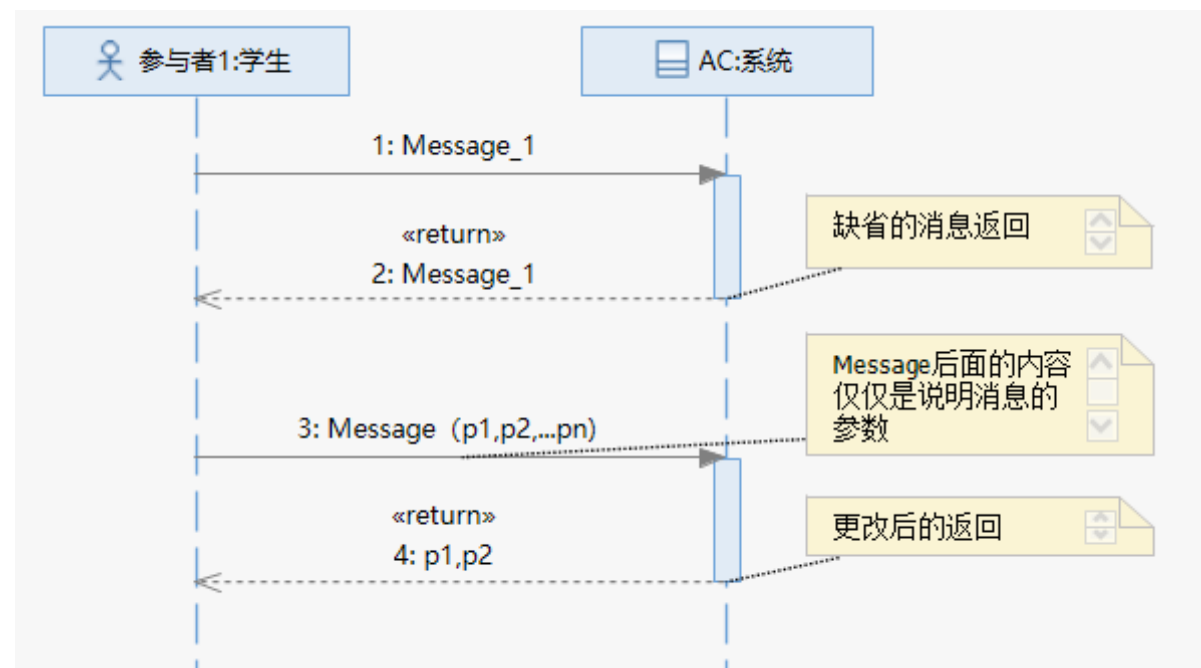 参与者1:学生
AC:系统
1: Message_1
«return»
2: Message_1
缺省的消息返回
3: Message（p1,p2,...pn)
Message后面的内容
仅仅是说明消息的
参数
«return»
4: p1,p2
更改后的返回